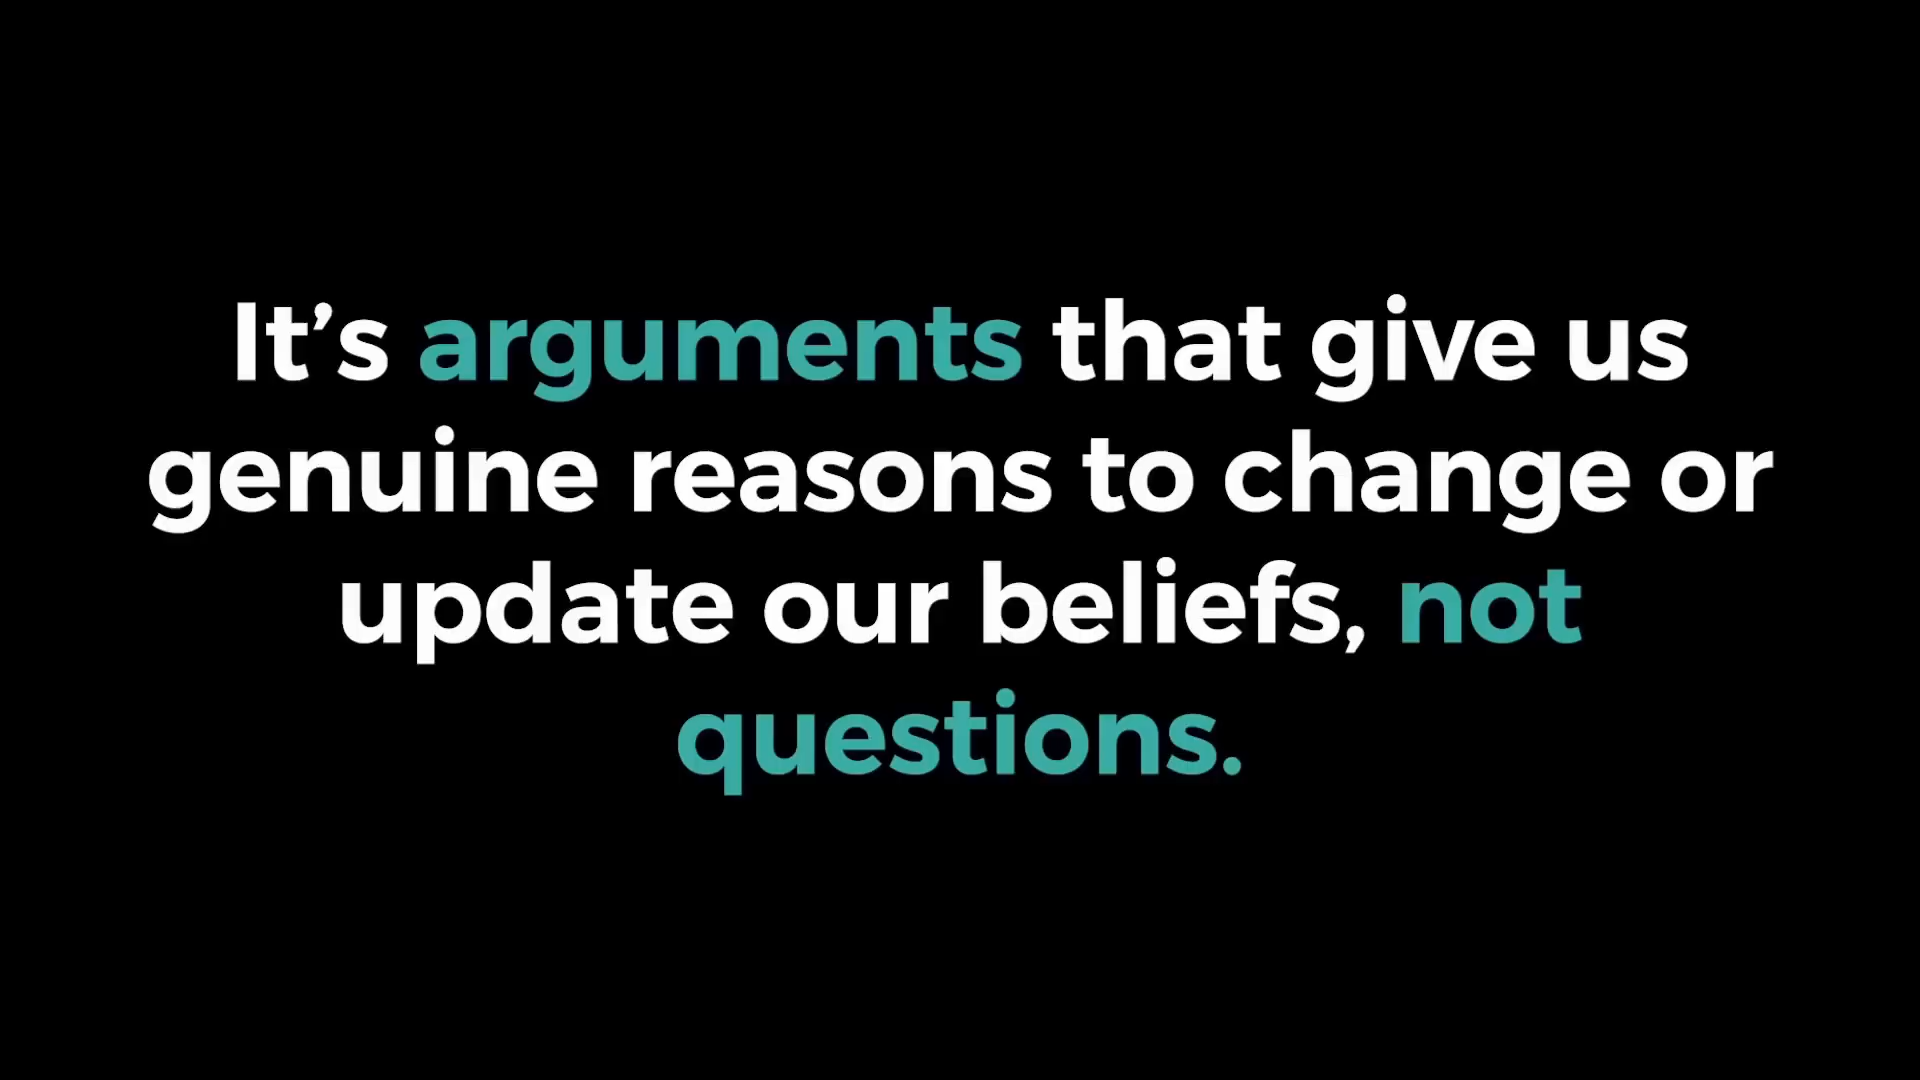 It’s arguments that give us
genuine reasons to change or
update our beliefs, not
questions.